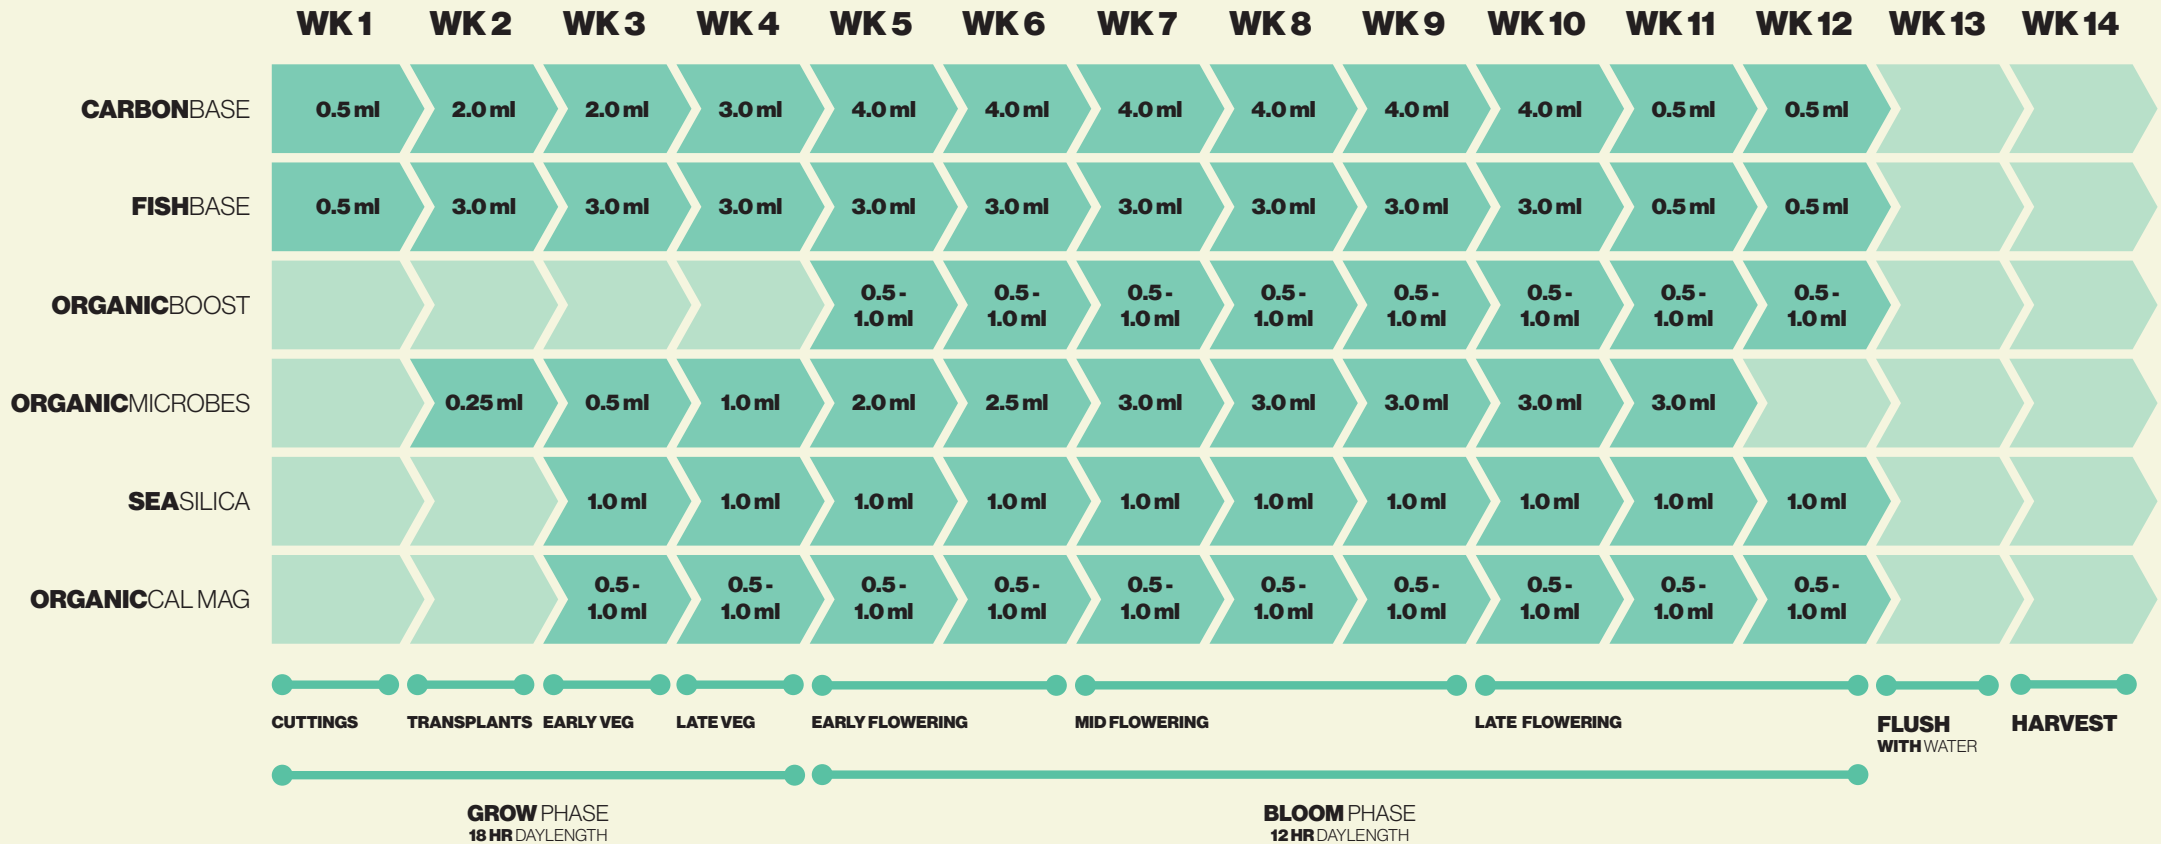 WK 1 WK 2 WK 3 WK 4 WK 5 WK 6 WK 7 WK 8 WK 9 WK 10 WK 11 WK 12 WK 13 WK 14
CARBONBASE 0.5 ml 2.0 ml 2.0 ml 3.0 ml 4.0 ml 4.0 ml 4.0 ml 4.0 ml 4.0 ml 4.0 ml 0.5 ml 0.5 ml
FISHBASE 0.5 ml 3.0 ml 3.0 ml 3.0 ml 3.0 ml 3.0 ml 3.0 ml 3.0 ml 3.0 ml 3.0 ml 0.5 ml 0.5 ml
0.5 - 0.5 - 0.5 - 0.5 - 0.5 - 0.5 - 0.5 - 0.5 -
ORGANICBOOST
1.0 ml 1.0 ml 1.0 ml 1.0 ml 1.0 ml 1.0 ml 1.0 ml 1.0 ml
ORGANICMICROBES 0.25 ml 0.5 ml 1.0 ml 2.0 ml 2.5 ml 3.0 ml 3.0 ml 3.0 ml 3.0 ml 3.0 ml
SEASILICA 1.0 ml 1.0 ml 1.0 ml 1.0 ml 1.0 ml 1.0 ml 1.0 ml 1.0 ml 1.0 ml 1.0 ml
0.5 - 0.5 - 0.5 - 0.5 - 0.5 - 0.5 - 0.5 - 0.5 - 0.5 - 0.5 -
ORGANICCAL MAG
1.0 ml 1.0 ml 1.0 ml 1.0 ml 1.0 ml 1.0 ml 1.0 ml 1.0 ml 1.0 ml 1.0 ml
CUTTINGS TRANSPLANTS EARLY VEG LATE VEG EARLY FLOWERING MID FLOWERING LATE FLOWERING FLUSH HARVEST
WITH WATER
GROW PHASE BLOOM PHASE
18 HR DAYLENGTH 12 HR DAYLENGTH